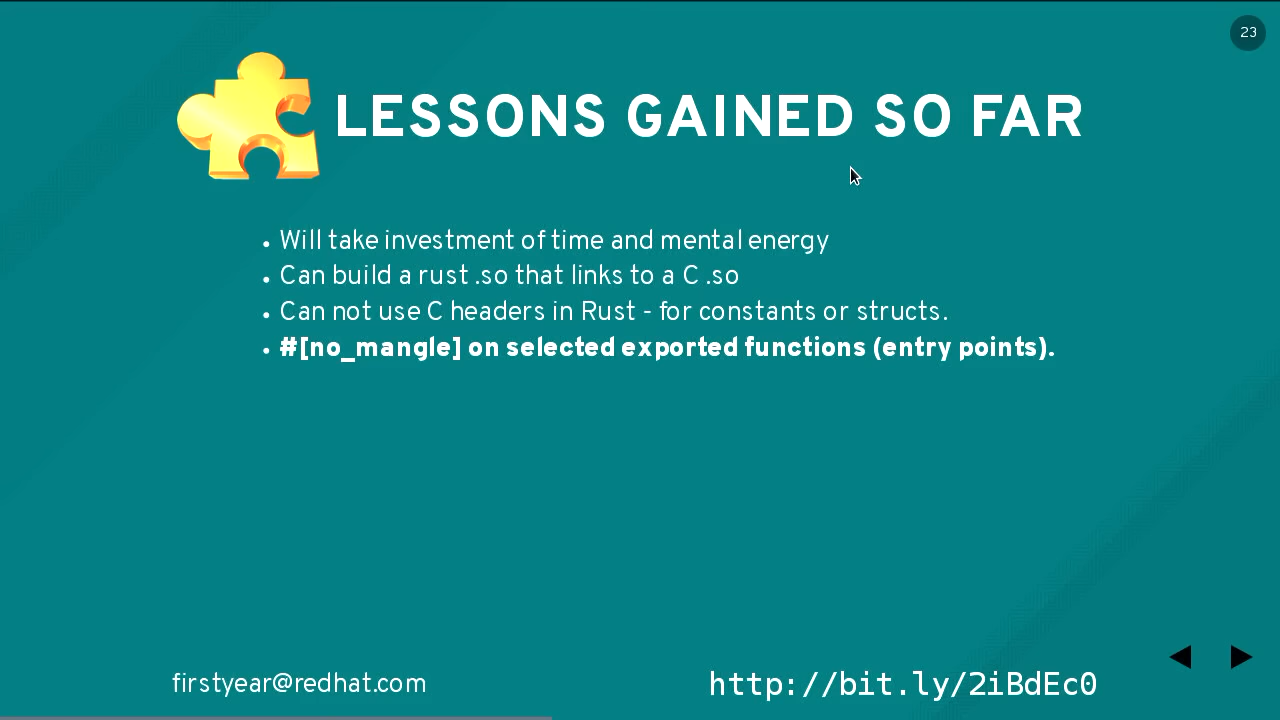 23
LESSONS GAINED SO FAR
• Will take investment of time and mental energy
• Can build a rust .so that links to a C .so
• Can not use C headers in Rust - for constants or structs.
• #[no_mangle] on selected exported functions (entry points).
firstyear@redhat.com
http://bit.ly/2iBdEc0